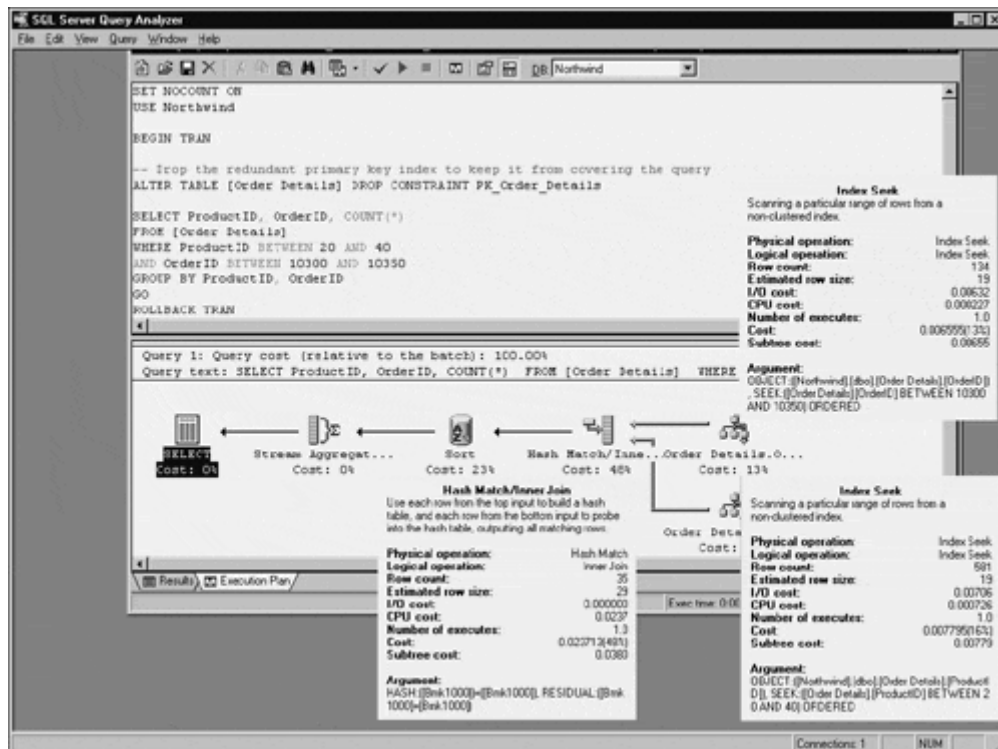 SQL Server Query Analyzer
File Edit View Query Window Help
DB: Northwind
SET NOCOUNT ON
USE Northwind
BEGIN TRAN
-- Drop the redundant primary key index to keep it from covering the query
ALTER TABLE [Order Details] DROP CONSTRAINT PK_Order_Details
SELECT ProductID, OrderID, COUNT(*)
FROM [Order Details]
WHERE ProductID BETWEEN 20 AND 40
AND OrderID BETWEEN 10300 AND 10350
GROUP BY ProductID, OrderID
GO
ROLLBACK TRAN
Index Seek
Scanning a particular range of rows from a
non-clustered index.
Physical operation: Index Seek
Logical operation: Index Seek
Row count: 134
Estimated row size: 19
I/O cost: 0.00632
CPU cost: 0.000227
Number of executes: 1.0
Cost: 0.006555(13%)
Subtree cost: 0.00655
Argument:
OBJECT:([Northwind].[dbo].[Order Details].[OrderID])
, SEEK:([Order Details].[OrderID] BETWEEN 10300
AND 10350) ORDERED
Query 1: Query cost (relative to the batch): 100.00%
Query text: SELECT ProductID, OrderID, COUNT(*) FROM [Order Details] WHERE
SELECT
Cost: 0%
Stream Aggregat...
Cost: 0%
Sort
Cost: 23%
Hash Match/Inne...
Cost: 48%
Order Details.O...
Cost: 13%
Order Deta
Cost:
Hash Match/Inner Join
Use each row from the top input to build a hash
table, and each row from the bottom input to probe
into the hash table, outputing all matching rows.
Physical operation: Hash Match
Logical operation: Inner Join
Row count: 35
Estimated row size: 29
I/O cost: 0.000000
CPU cost: 0.0237
Number of executes: 1.3
Cost: 0.023713(48%)
Subtree cost: 0.0380
Argument:
HASH:([Bmk1000])=([Bmk1000]), RESIDUAL:([Bmk
1000]=[Bmk1000])
Index Seek
Scanning a particular range of rows from a
non-clustered index.
Physical operation: Index Seek
Logical operation: Index Seek
Row count: 581
Estimated row size: 19
I/O cost: 0.00706
CPU cost: 0.000726
Number of executes: 1.0
Cost: 0.007795(16%)
Subtree cost: 0.00779
Argument:
OBJECT:([Northwind].[dbo].[Order Details].[ProductI
D]), SEEK:([Order Details].[ProductID] BETWEEN 2
0 AND 40) ORDERED
Results
Execution Plan
Exec time: 0:00
Connections: 1
NUM